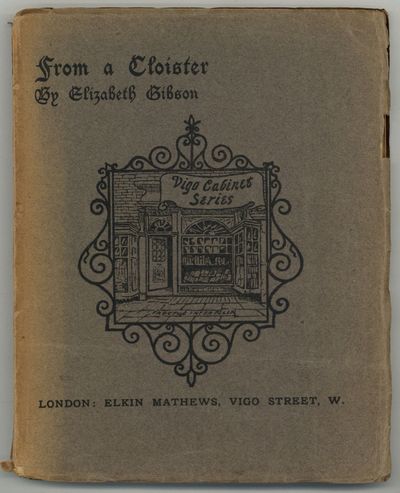 From a Cloister
By Elizabeth Gibson
Vigo Cabinet
Series
LONDON: ELKIN MATHEWS, VIGO STREET, W.